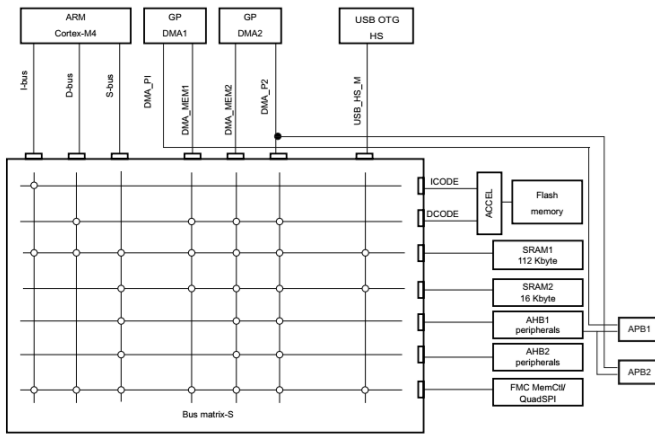 ARM
Cortex-M4
GP
DMA1
GP
DMA2
USB OTG
HS
I-bus
D-bus
S-bus
DMA_PI
DMA_MEM1
DMA_MEM2
DMA_P2
USB_HS_M
ICODE
DCODE
ACCEL
Flash
memory
SRAM1
112 Kbyte
SRAM2
16 Kbyte
AHB1
peripherals
AHB2
peripherals
FMC MemCtl/
QuadSPI
APB1
APB2
Bus matrix-S